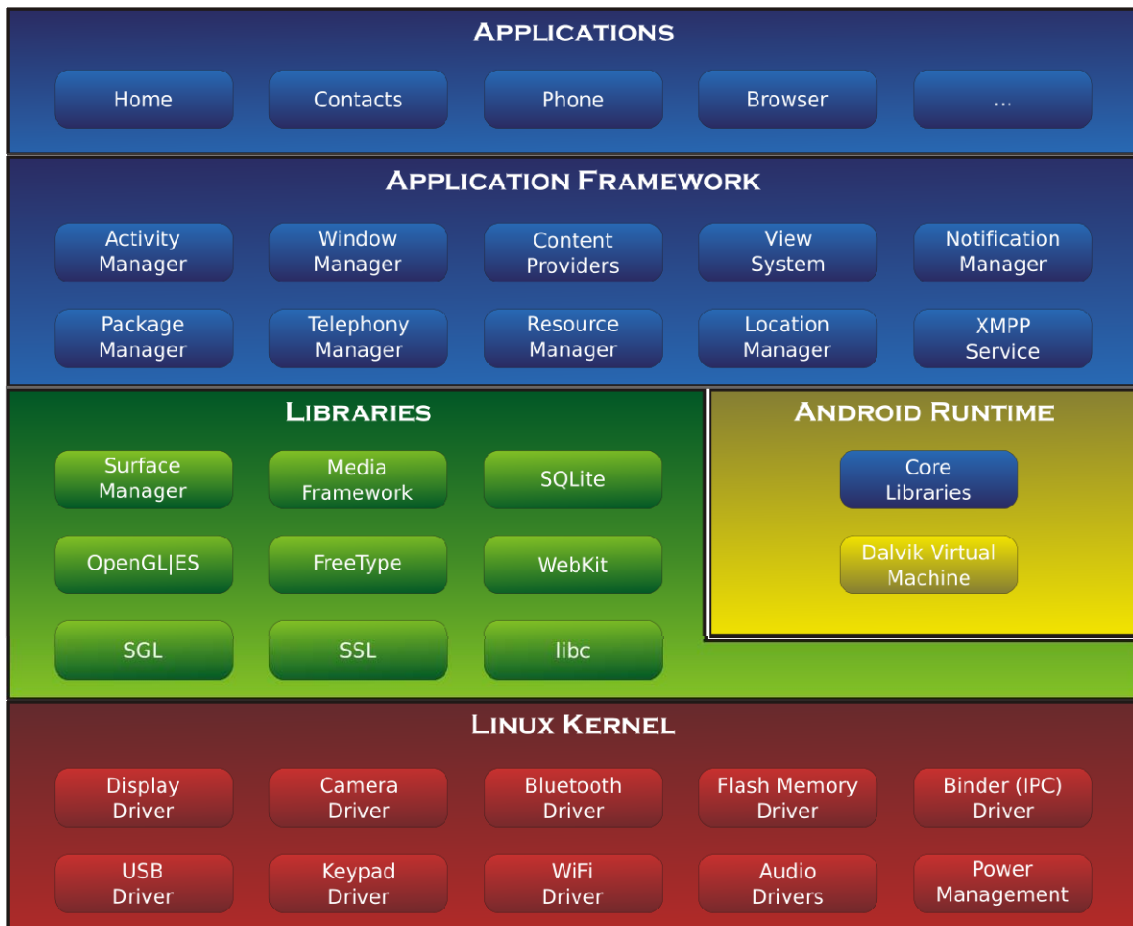 APPLICATIONS
Home
Contacts
Phone
Browser
...
APPLICATION FRAMEWORK
Activity
Manager
Window
Manager
Content
Providers
View
System
Notification
Manager
Package
Manager
Telephony
Manager
Resource
Manager
Location
Manager
XMPP
Service
LIBRARIES
Surface
Manager
Media
Framework
SQLite
OpenGL|ES
FreeType
WebKit
SGL
SSL
libc
ANDROID RUNTIME
Core
Libraries
Dalvik Virtual
Machine
LINUX KERNEL
Display
Driver
Camera
Driver
Bluetooth
Driver
Flash Memory
Driver
Binder (IPC)
Driver
USB
Driver
Keypad
Driver
WiFi
Driver
Audio
Drivers
Power
Management